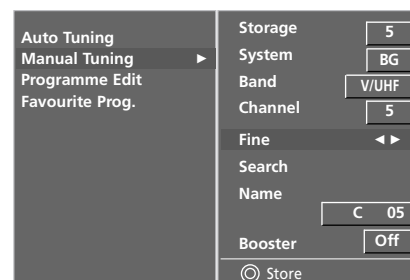 Auto Tuning
Manual Tuning ►
Programme Edit
Favourite Prog.
Storage 5
System BG
Band V/UHF
Channel 5
Fine ◄ ►
Search
Name
C 05
Booster Off
Store